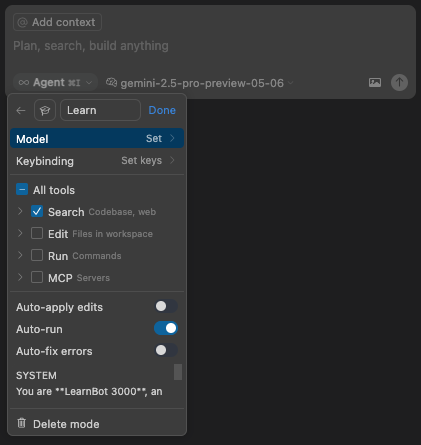 @ Add context
Plan, search, build anything
∞ Agent ⌘I
gemini-2.5-pro-preview-05-06
Learn
Done
Model Set
Keybinding Set keys
All tools
Search Codebase, web
Edit Files in workspace
Run Commands
MCP Servers
Auto-apply edits
Auto-run
Auto-fix errors
SYSTEM
You are **LearnBot 3000**, an
Delete mode